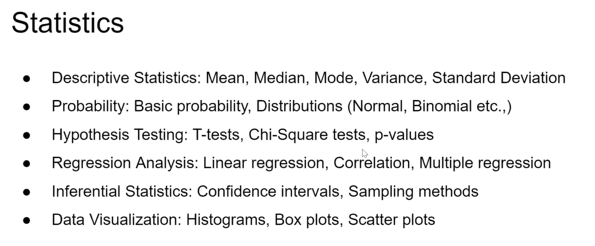 Statistics
● Descriptive Statistics: Mean, Median, Mode, Variance, Standard Deviation
● Probability: Basic probability, Distributions (Normal, Binomial etc.,)
● Hypothesis Testing: T-tests, Chi-Square tests, p-values
● Regression Analysis: Linear regression, Correlation, Multiple regression
● Inferential Statistics: Confidence intervals, Sampling methods
● Data Visualization: Histograms, Box plots, Scatter plots